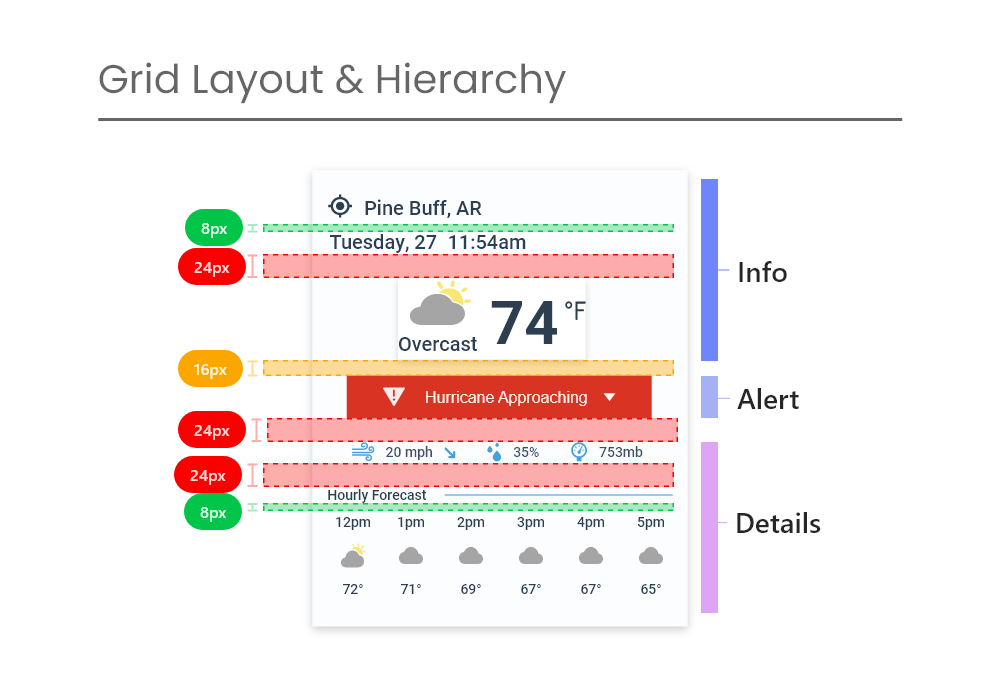 Grid Layout & Hierarchy
Pine Buff, AR
8px
Tuesday, 27 11:54am
24px
Info
74 °F
Overcast
16px
Hurricane Approaching
Alert
24px
20 mph 35% 753mb
24px
Hourly Forecast
8px
12pm 1pm 2pm 3pm 4pm 5pm
Details
72° 71° 69° 67° 67° 65°